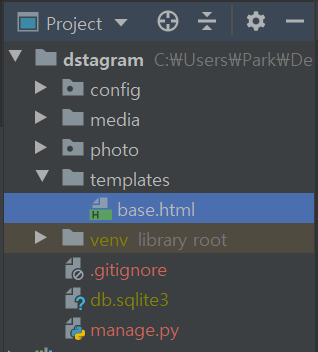 Project
dstagram C:₩Users₩Park₩De
config
media
photo
templates
base.html
venv library root
.gitignore
db.sqlite3
manage.py